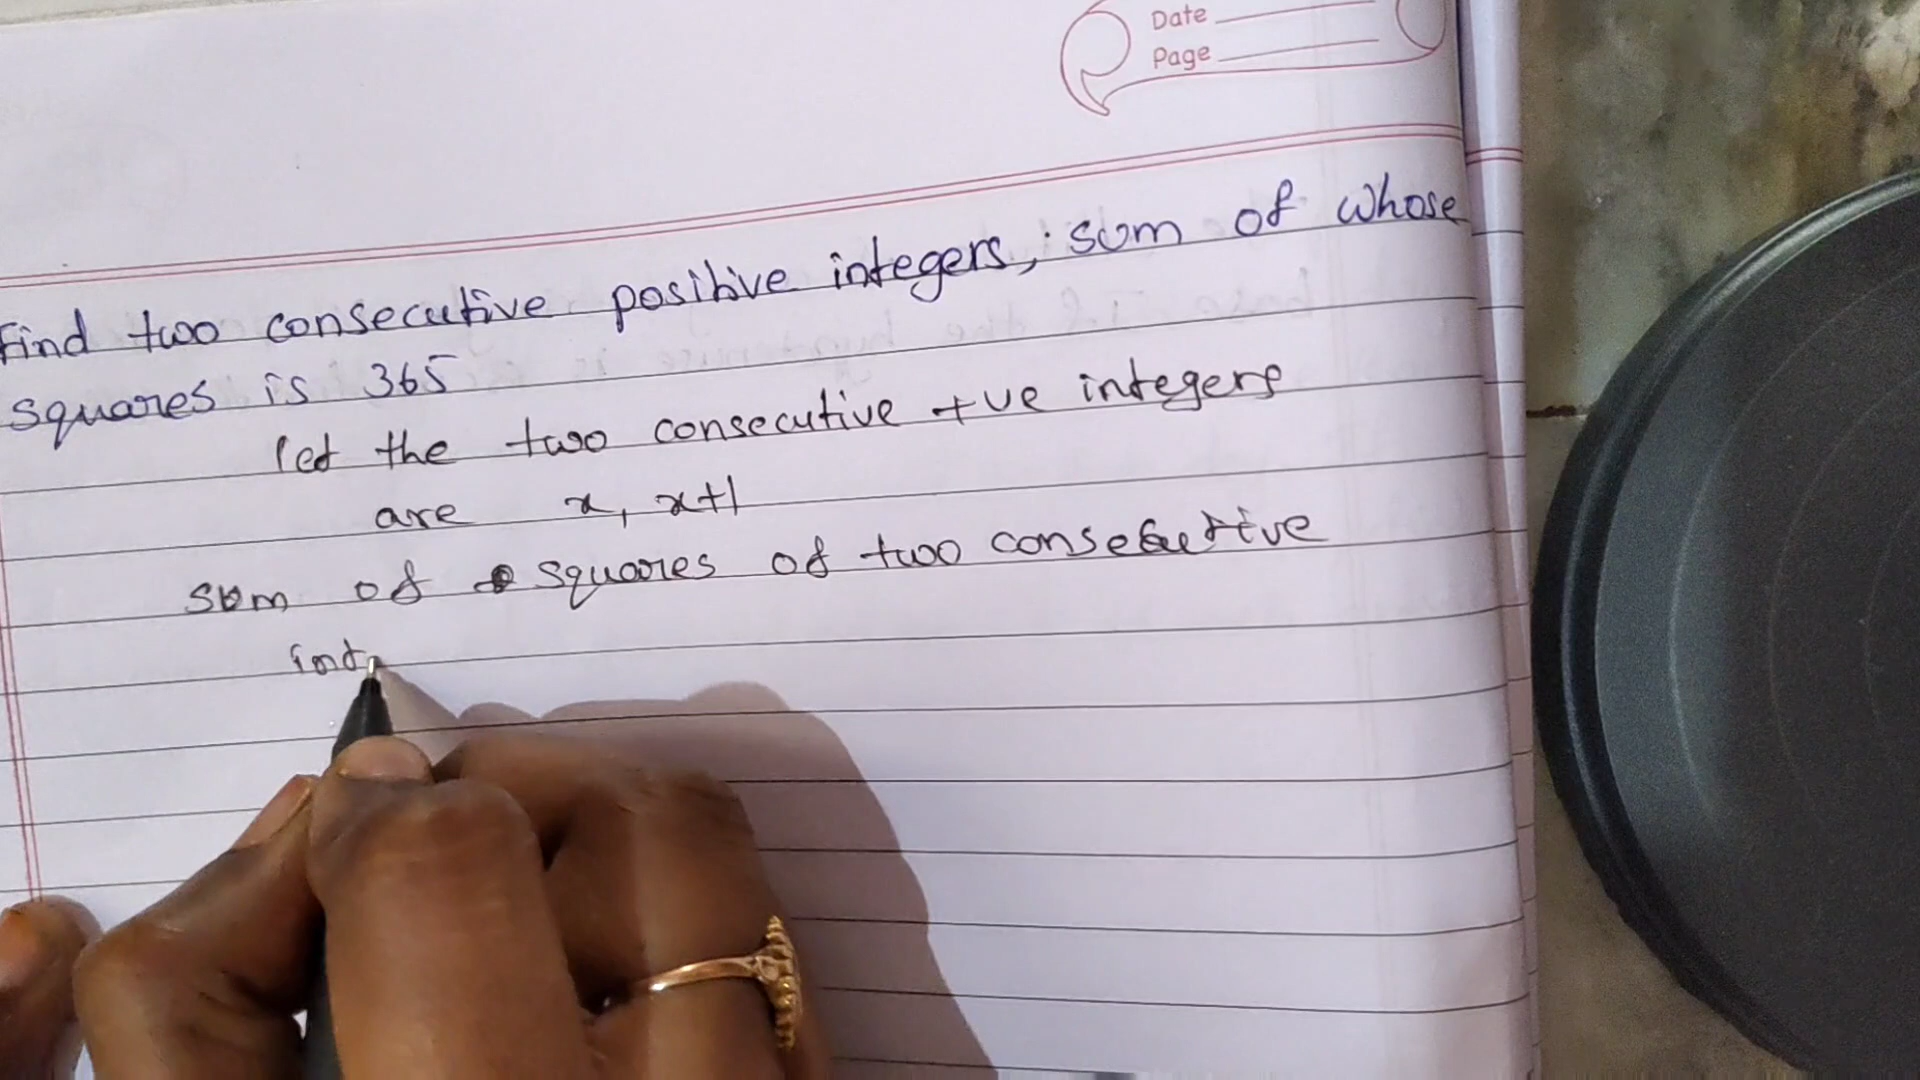 Date
Page
Find two consecutive positive integers, sum of whose
squares is 365
let the two consecutive +ve integers
are x, x+1
sum of squares of two consecutive
int